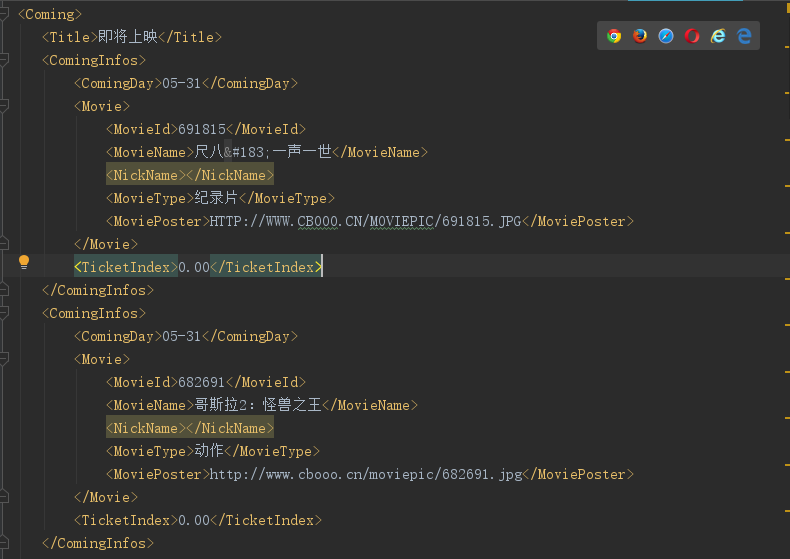 <Coming>
<Title>即将上映</Title>
<ComingInfos>
<ComingDay>05-31</ComingDay>
<Movie>
<MovieId>691815</MovieId>
<MovieName>尺八&#183;一声一世</MovieName>
<NickName></NickName>
<MovieType>纪录片</MovieType>
<MoviePoster>HTTP://WWW.CBOOO.CN/MOVIEPIC/691815.JPG</MoviePoster>
</Movie>
<TicketIndex>0.00</TicketIndex>
</ComingInfos>
<ComingInfos>
<ComingDay>05-31</ComingDay>
<Movie>
<MovieId>682691</MovieId>
<MovieName>哥斯拉2：怪兽之王</MovieName>
<NickName></NickName>
<MovieType>动作</MovieType>
<MoviePoster>http://www.cbooo.cn/moviepic/682691.jpg</MoviePoster>
</Movie>
<TicketIndex>0.00</TicketIndex>
</ComingInfos>